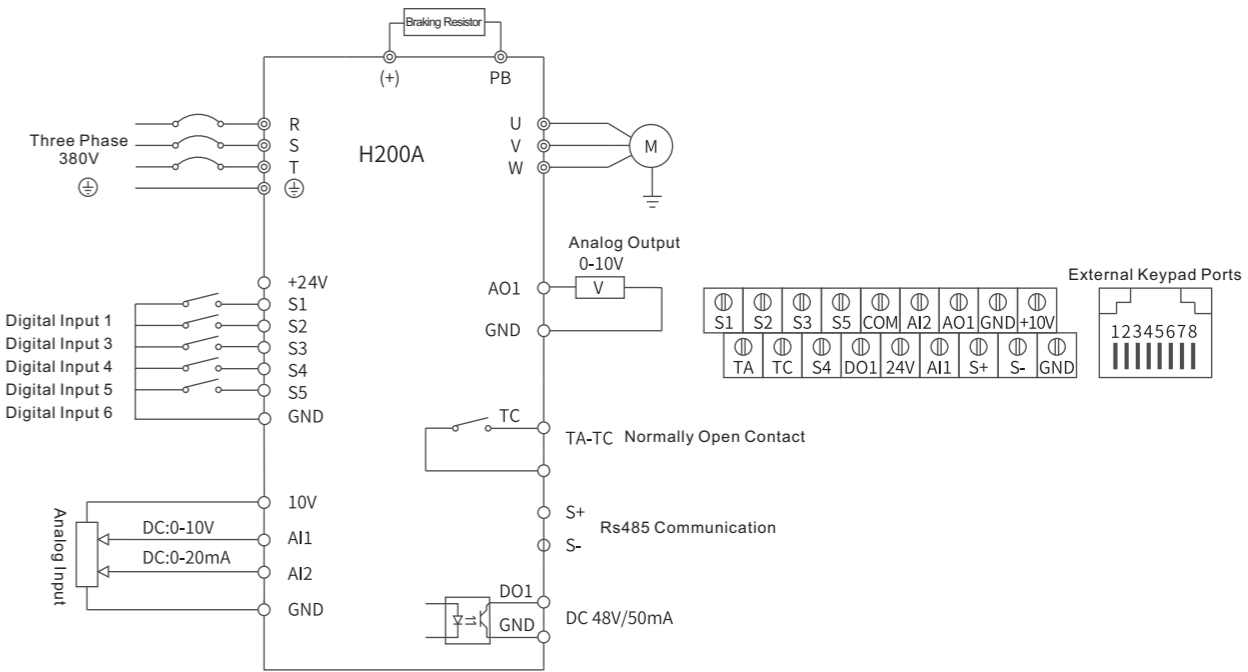 Braking Resistor
(+)
PB
Three Phase
380V
R
S
T
H200A
U
V
W
M
+24V
S1
S2
S3
S4
S5
GND
Digital Input 1
Digital Input 3
Digital Input 4
Digital Input 5
Digital Input 6
Analog Output
0-10V
AO1
V
GND
TC
TA-TC Normally Open Contact
Analog Input
10V
DC:0-10V
AI1
DC:0-20mA
AI2
GND
S+
Rs485 Communication
S-
DO1
GND
DC 48V/50mA
S1 S2 S3 S5 COM AI2 AO1 GND +10V
TA TC S4 DO1 24V AI1 S+ S- GND
External Keypad Ports
12345678